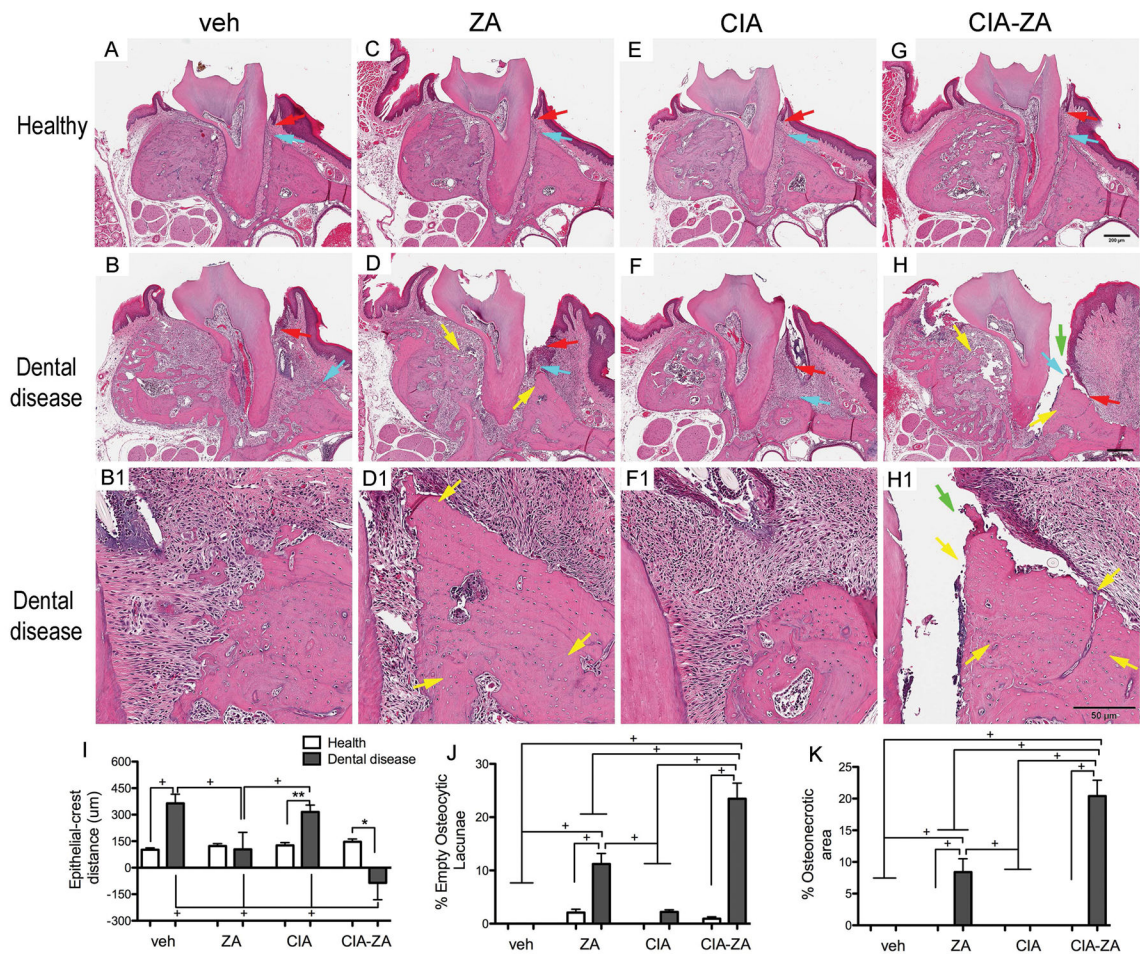 veh ZA CIA CIA-ZA
Healthy
A C E G
200 µm
Dental
disease
B D F H
Dental
disease
B1 D1 F1 H1
50 µm
I
Health
Dental disease
Epithelial-crest
distance (um)
600
450
300
150
0
-150
-300
+ + + ** *
+ + +
veh ZA CIA CIA-ZA
J
% Empty Osteocytic
Lacunae
30
20
10
0
+
+
+
+ +
+ +
veh ZA CIA CIA-ZA
K
% Osteonecrotic
area
25
20
15
10
5
0
+
+
+ +
+
+ +
veh ZA CIA CIA-ZA